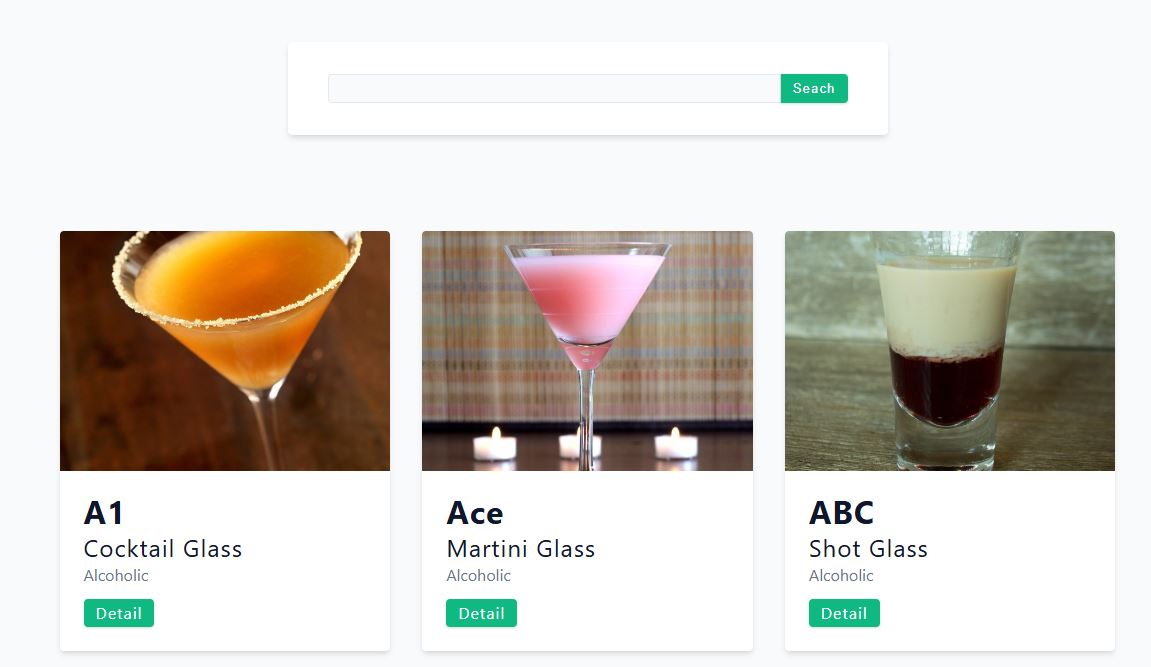 Seach
A1
Cocktail Glass
Alcoholic
Detail
Ace
Martini Glass
Alcoholic
Detail
ABC
Shot Glass
Alcoholic
Detail